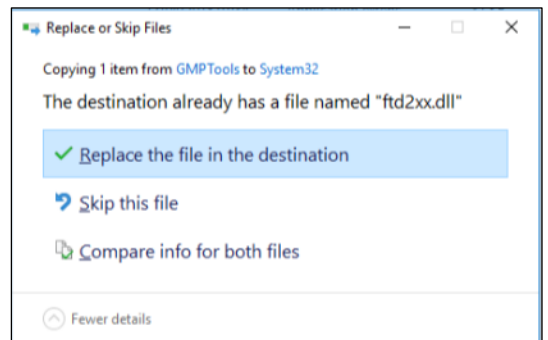 Replace or Skip Files
Copying 1 item from GMPTools to System32
The destination already has a file named "ftd2xx.dll"
Replace the file in the destination
Skip this file
Compare info for both files
Fewer details